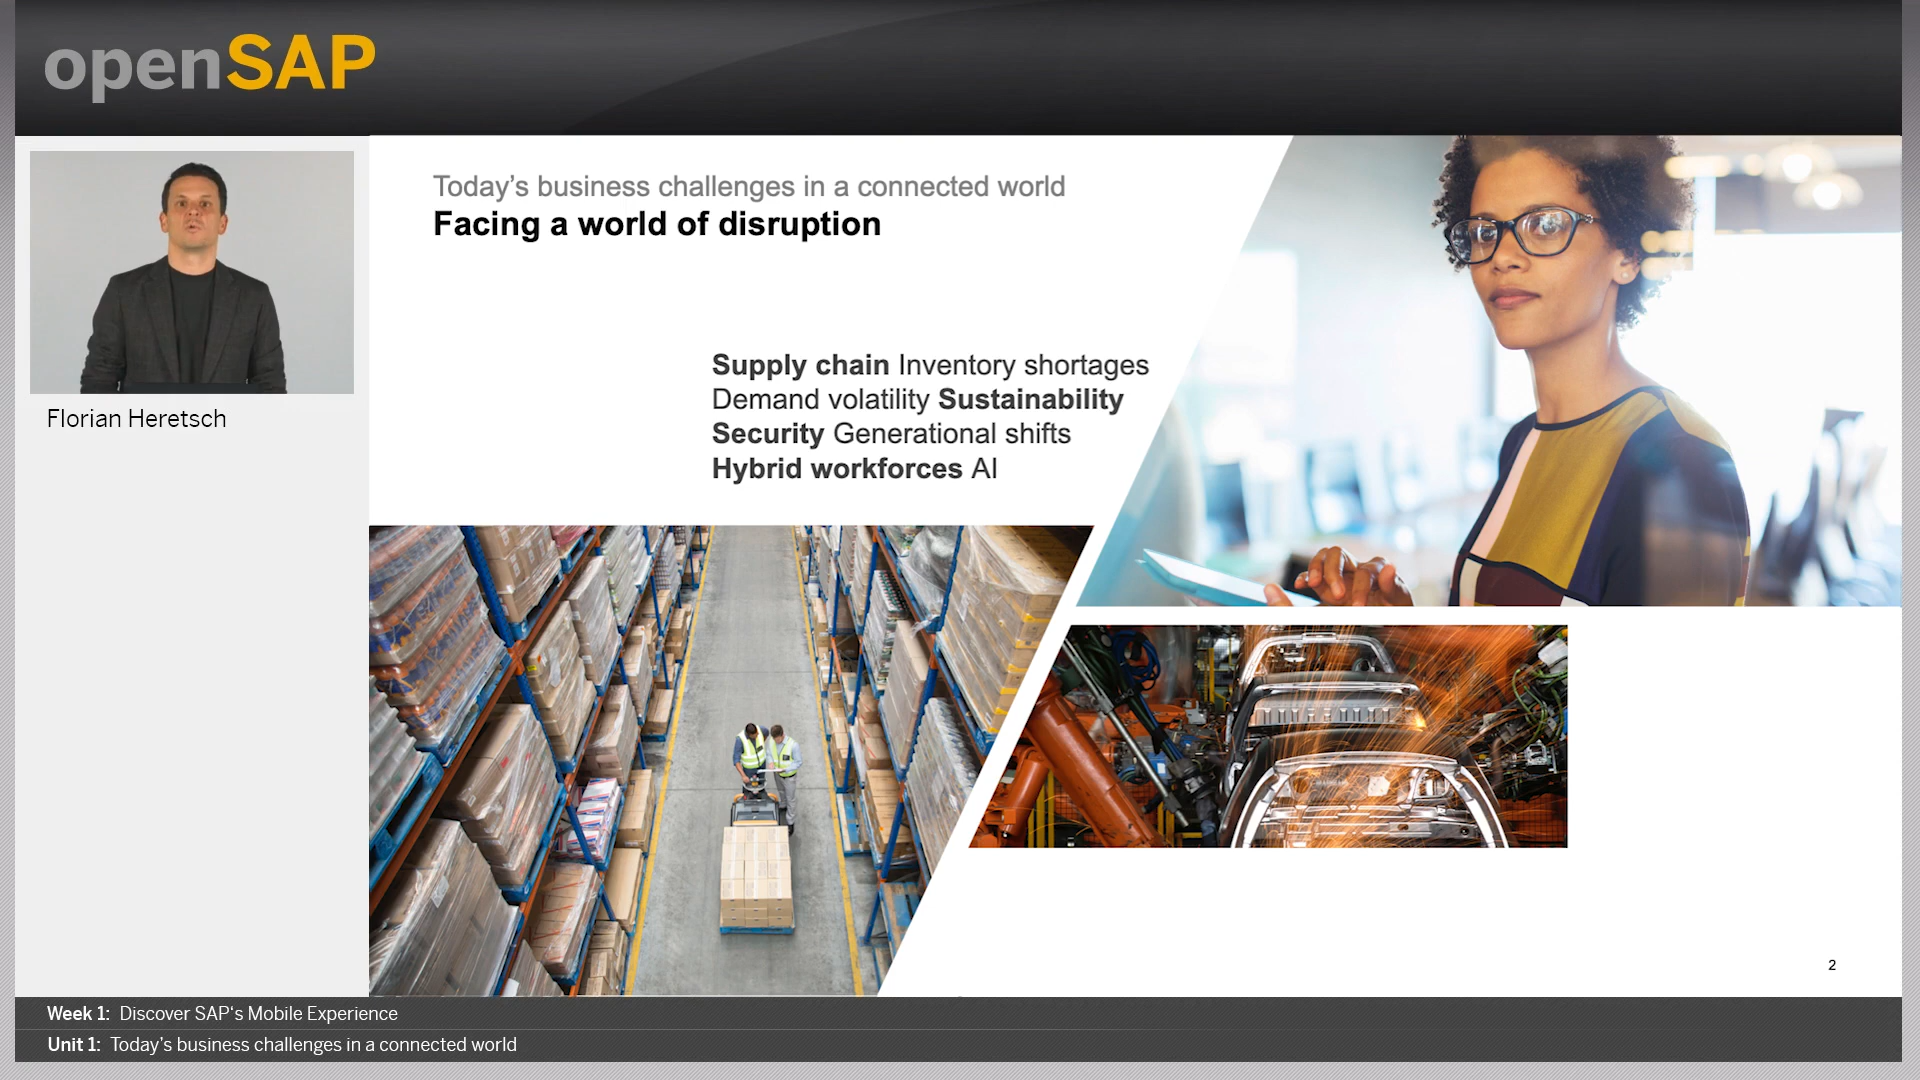 openSAP
Today's business challenges in a connected world
Facing a world of disruption
Florian Heretsch
Supply chain Inventory shortages
Demand volatility Sustainability
Security Generational shifts
Hybrid workforces AI
2
Week 1: Discover SAP‘s Mobile Experience
Unit 1: Today’s business challenges in a connected world